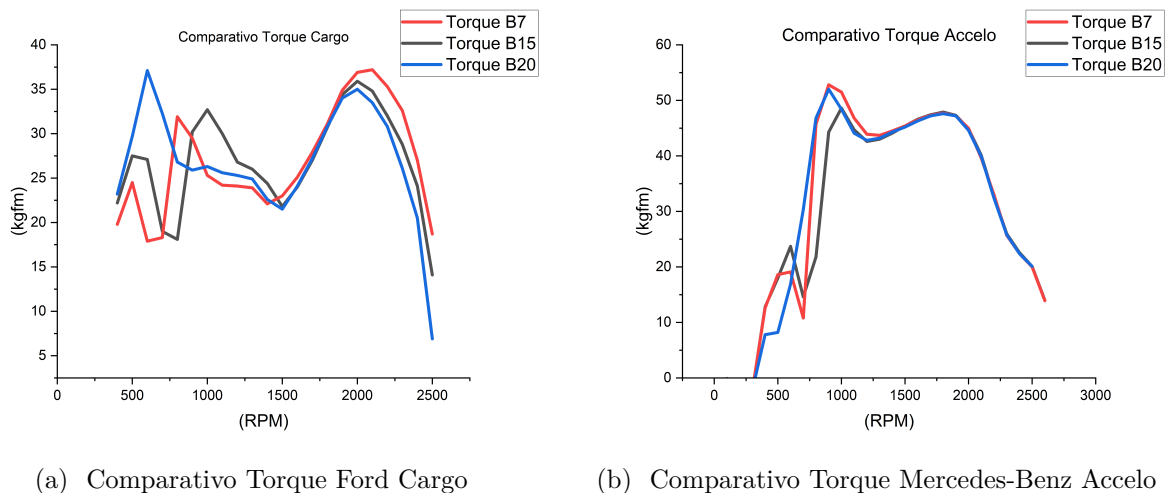 Comparativo Torque Cargo
Torque B7
Torque B15
Torque B20
40
35
30
25
20
15
10
5
(kgfm)
0
500
1000
1500
2000
2500
(RPM)
(a) Comparativo Torque Ford Cargo
Comparativo Torque Accelo
Torque B7
Torque B15
Torque B20
60
50
40
30
20
10
0
(kgfm)
0
500
1000
1500
2000
2500
3000
(RPM)
(b) Comparativo Torque Mercedes-Benz Accelo